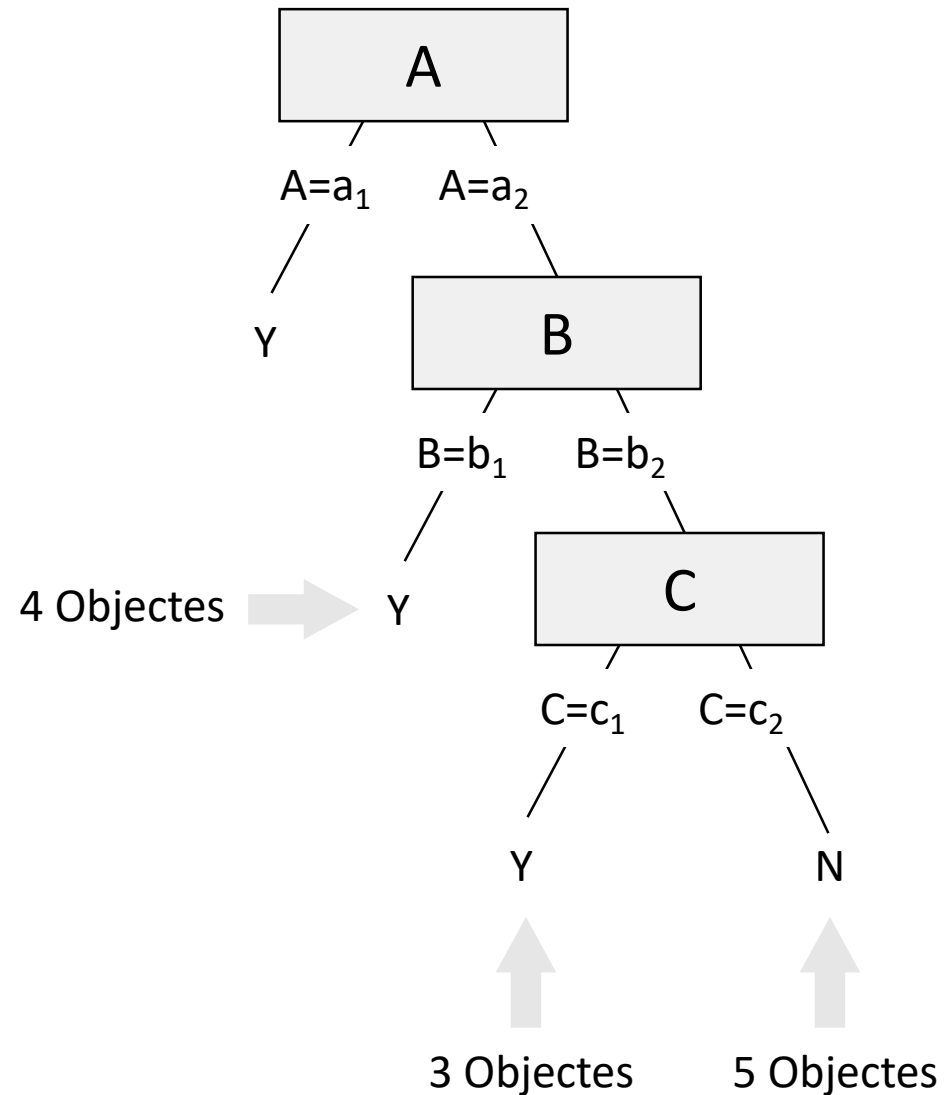 A
A=a₁ A=a₂
Y
B
B=b₁ B=b₂
4 Objectes
Y
C
C=c₁ C=c₂
Y N
3 Objectes 5 Objectes